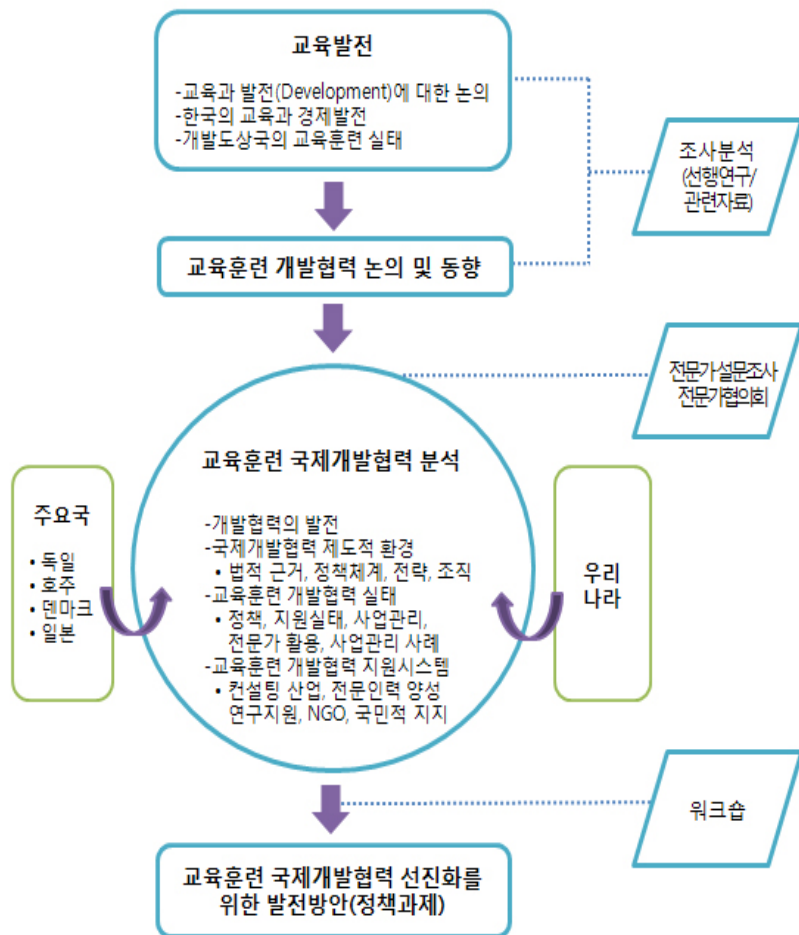 교육발전
-교육과 발전(Development)에 대한 논의
-한국의 교육과 경제발전
-개발도상국의 교육훈련 실태
조사분석
(선행연구/
관련자료)
교육훈련 개발협력 논의 및 동향
전문가설문조사
전문가협의회
교육훈련 국제개발협력 분석
-개발협력의 발전
-국제개발협력 제도적 환경
• 법적 근거, 정책체계, 전략, 조직
-교육훈련 개발협력 실태
• 정책, 지원실태, 사업관리,
전문가 활용, 사업관리 사례
-교육훈련 개발협력 지원시스템
• 컨설팅 산업, 전문인력 양성
연구지원, NGO, 국민적 지지
주요국
• 독일
• 호주
• 덴마크
• 일본
우리
나라
워크숍
교육훈련 국제개발협력 선진화를
위한 발전방안(정책과제)